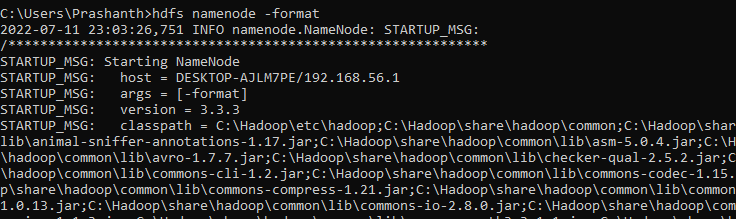 C:\Users\Prashanth>hdfs namenode -format
2022-07-11 23:03:26,751 INFO namenode.NameNode: STARTUP_MSG:
/************************************************************
STARTUP_MSG: Starting NameNode
STARTUP_MSG:   host = DESKTOP-AJLM7PE/192.168.56.1
STARTUP_MSG:   args = [-format]
STARTUP_MSG:   version = 3.3.3
STARTUP_MSG:   classpath = C:\Hadoop\etc\hadoop;C:\Hadoop\share\hadoop\common;C:\Hadoop\shar
lib\animal-sniffer-annotations-1.17.jar;C:\Hadoop\share\hadoop\common\lib\asm-5.0.4.jar;C:\H
\hadoop\common\lib\avro-1.7.7.jar;C:\Hadoop\share\hadoop\common\lib\checker-qual-2.5.2.jar;C
hadoop\common\lib\commons-cli-1.2.jar;C:\Hadoop\share\hadoop\common\lib\commons-codec-1.15.
p\share\hadoop\common\lib\commons-compress-1.21.jar;C:\Hadoop\share\hadoop\common\lib\common
1.0.13.jar;C:\Hadoop\share\hadoop\common\lib\commons-io-2.8.0.jar;C:\Hadoop\share\hadoop\com